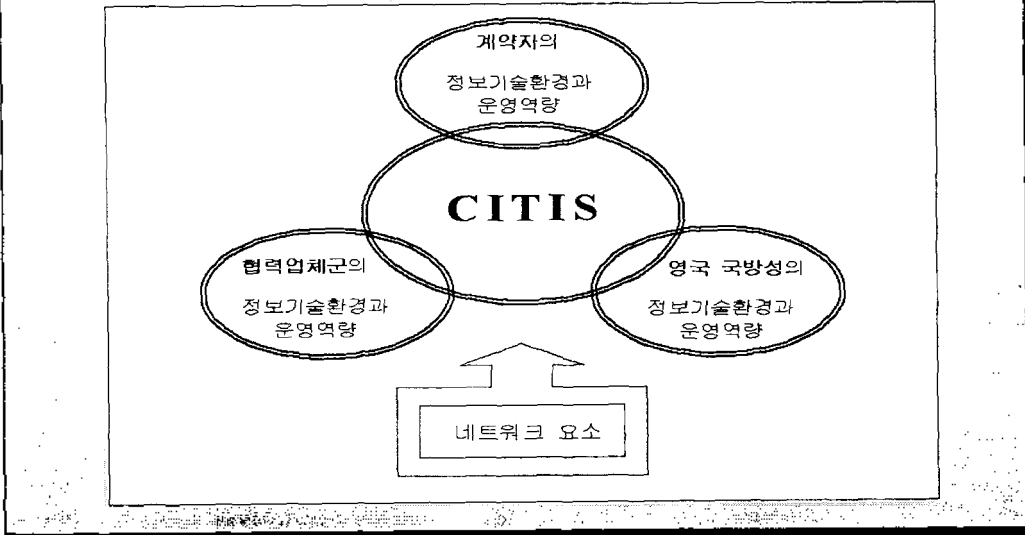 계약자의
정보기술환경과
운영역량
CITIS
협력업체군의
정보기술환경과
운영역량
영국 국방성의
정보기술환경과
운영역량
네트워크 요소